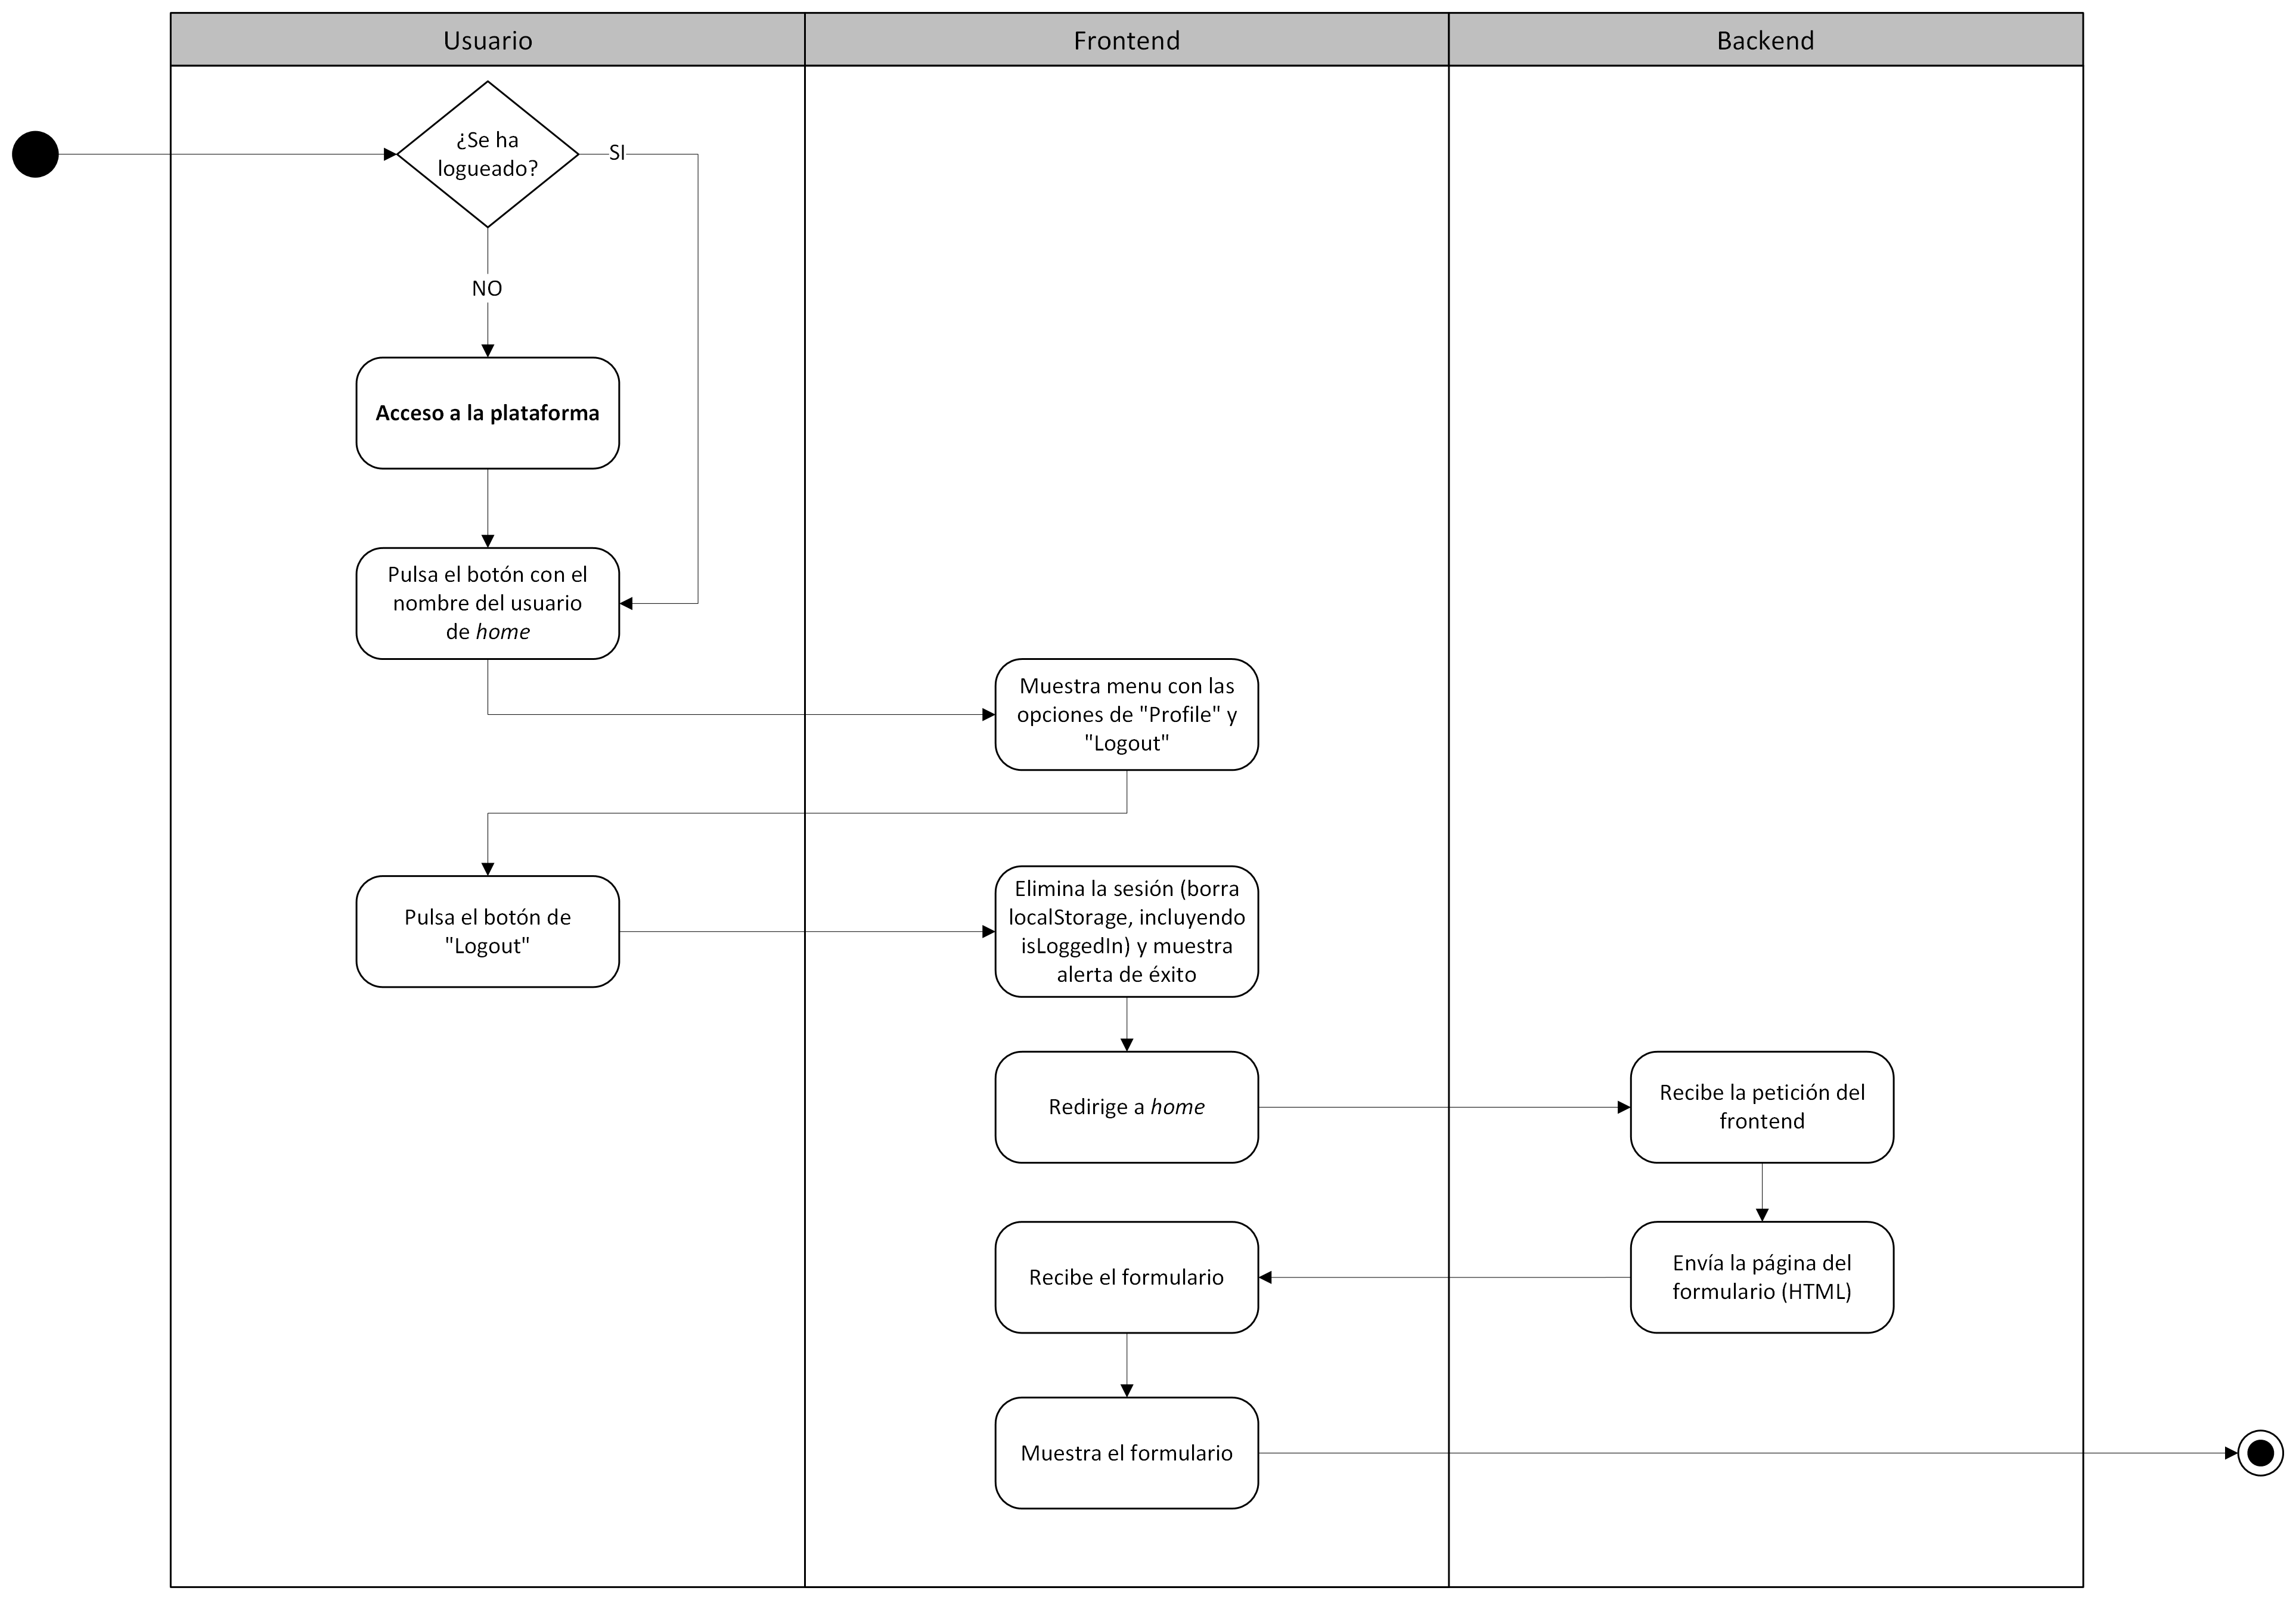 Usuario
Frontend
Backend
¿Se ha
logueado?
SI
NO
Acceso a la plataforma
Pulsa el botón con el
nombre del usuario
de home
Muestra menu con las
opciones de "Profile" y
"Logout"
Pulsa el botón de
"Logout"
Elimina la sesión (borra
localStorage, incluyendo
isLoggedIn) y muestra
alerta de éxito
Redirige a home
Recibe la petición del
frontend
Envía la página del
formulario (HTML)
Recibe el formulario
Muestra el formulario